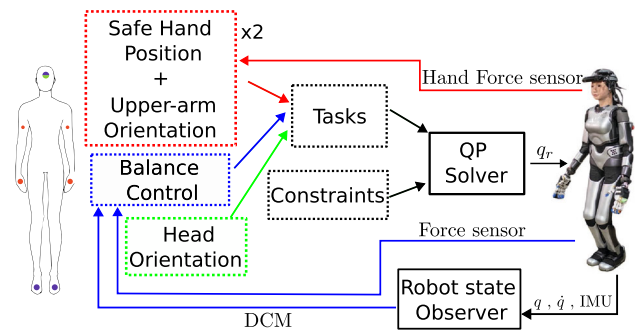 Safe Hand
Position
+
Upper-arm
Orientation
x2
Hand Force sensor
Tasks
Balance
Control
QP
Solver
q_r
Constraints
Head
Orientation
Force sensor
Robot state
Observer
q , q̇ , IMU
DCM